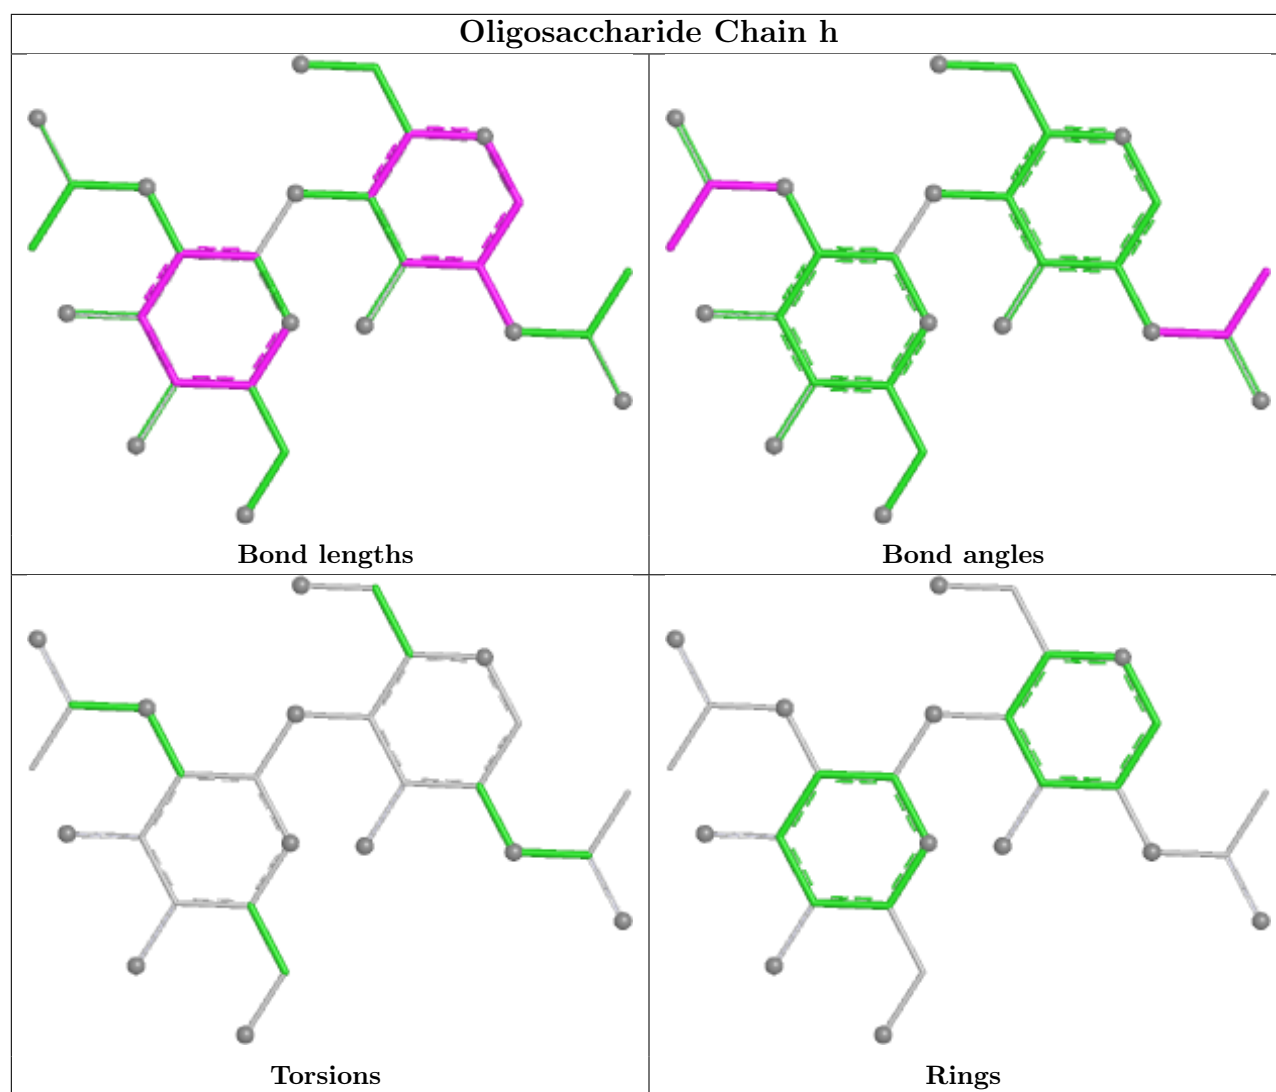 Oligosaccharide Chain h
Bond lengths
Bond angles
Torsions
Rings